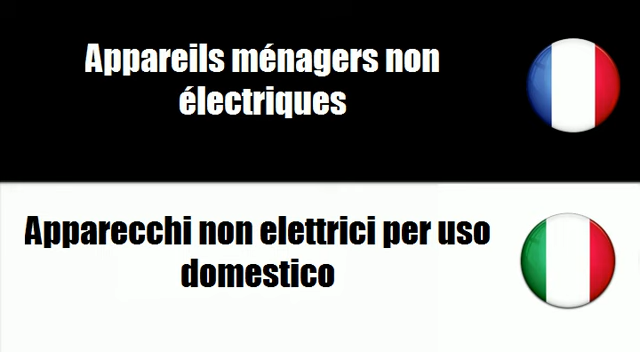 Appareils ménagers non
électriques
Apparecchi non elettrici per uso
domestico